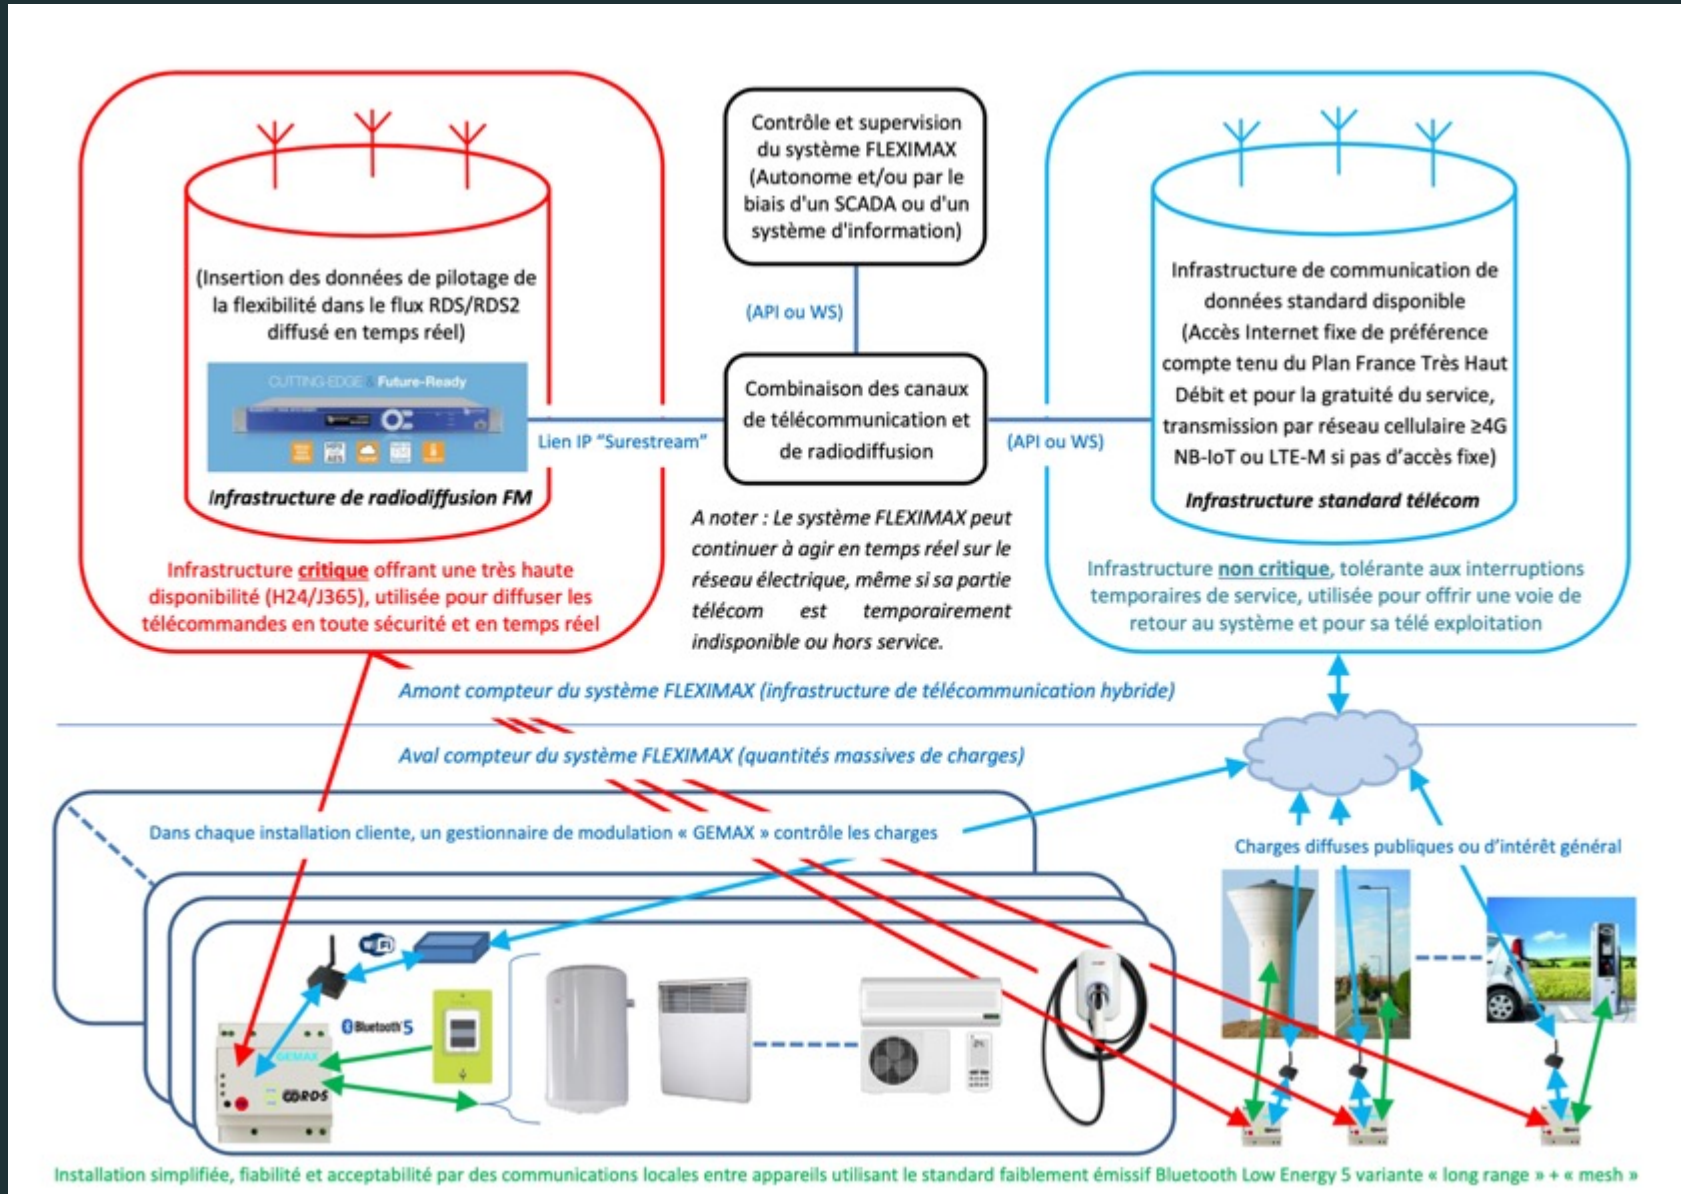 Contrôle et supervision
du système FLEXIMAX
(Autonome et/ou par le
biais d'un SCADA ou d'un
système d'information)
(Insertion des données de pilotage de
la flexibilité dans le flux RDS/RDS2
diffusé en temps réel)
CUTTING-EDGE & Future-Ready
Infrastructure de radiodiffusion FM
Infrastructure critique offrant une très haute
disponibilité (H24/J365), utilisée pour diffuser les
télécommandes en toute sécurité et en temps réel
(API ou WS)
Lien IP “Surestream”
Combinaison des canaux
de télécommunication et
de radiodiffusion
(API ou WS)
A noter : Le système FLEXIMAX peut
continuer à agir en temps réel sur le
réseau électrique, même si sa partie
télécom est temporairement
indisponible ou hors service.
Infrastructure de communication de
données standard disponible
(Accès Internet fixe de préférence
compte tenu du Plan France Très Haut
Débit et pour la gratuité du service,
transmission par réseau cellulaire ≥4G
NB-IoT ou LTE-M si pas d’accès fixe)
Infrastructure standard télécom
Infrastructure non critique, tolérante aux interruptions
temporaires de service, utilisée pour offrir une voie de
retour au système et pour sa télé exploitation
Amont compteur du système FLEXIMAX (infrastructure de télécommunication hybride)
Aval compteur du système FLEXIMAX (quantités massives de charges)
Dans chaque installation cliente, un gestionnaire de modulation « GEMAX » contrôle les charges
Charges diffuses publiques ou d’intérêt général
Wi Fi
Bluetooth 5
GEMAX
RDS
Installation simplifiée, fiabilité et acceptabilité par des communications locales entre appareils utilisant le standard faiblement émissif Bluetooth Low Energy 5 variante « long range » + « mesh »